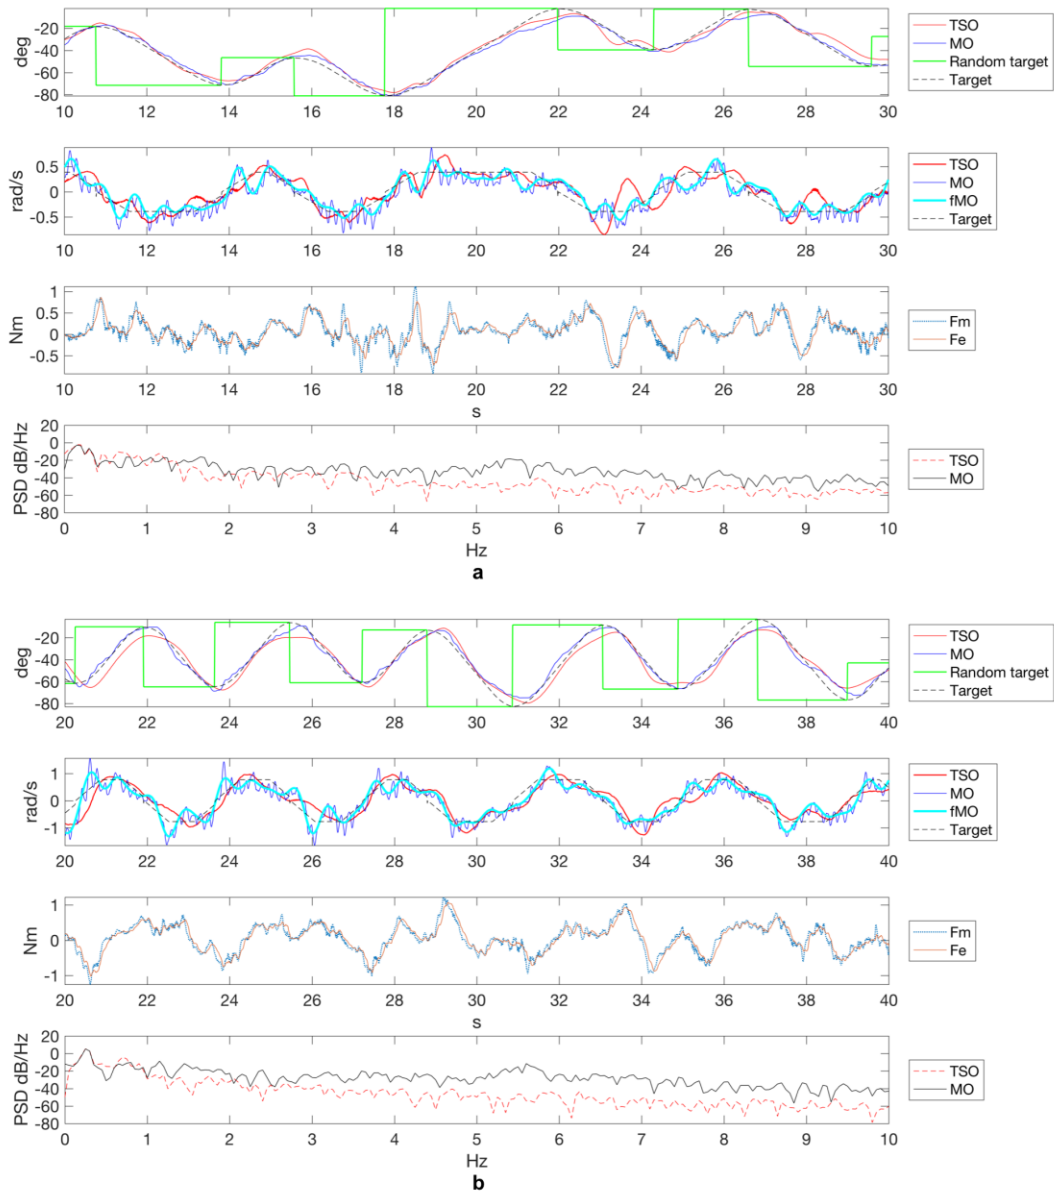 deg
-20
-40
-60
-80
10 12 14 16 18 20 22 24 26 28 30
TSO
MO
Random target
Target
rad/s
0.5
0
-0.5
10 12 14 16 18 20 22 24 26 28 30
TSO
MO
fMO
Target
Nm
1
0.5
0
-0.5
10 12 14 16 18 20 22 24 26 28 30
s
Fm
Fe
PSD dB/Hz
20
0
-20
-40
-60
-80
0 1 2 3 4 5 6 7 8 9 10
Hz
TSO
MO
a
deg
-20
-40
-60
-80
20 22 24 26 28 30 32 34 36 38 40
TSO
MO
Random target
Target
rad/s
1
0
-1
20 22 24 26 28 30 32 34 36 38 40
TSO
MO
fMO
Target
Nm
1
0
-1
20 22 24 26 28 30 32 34 36 38 40
s
Fm
Fe
PSD dB/Hz
20
0
-20
-40
-60
-80
0 1 2 3 4 5 6 7 8 9 10
Hz
TSO
MO
b